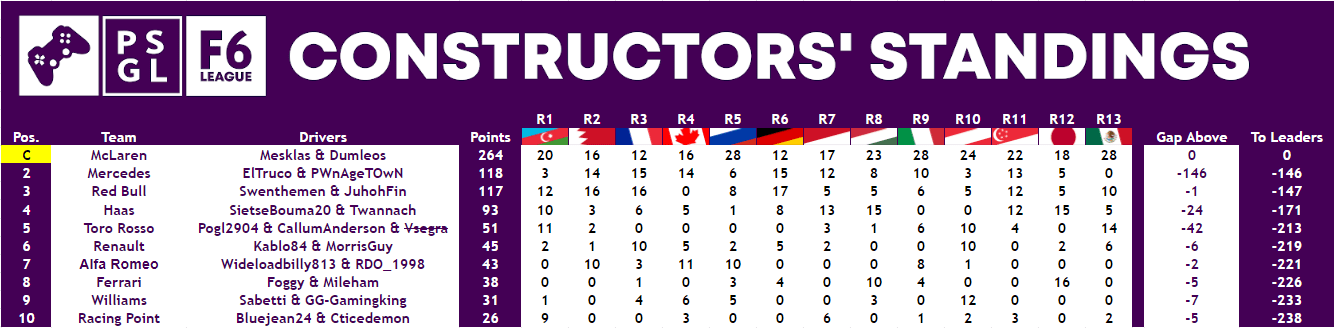 PS GL F6 LEAGUE CONSTRUCTORS' STANDINGS
R1 R2 R3 R4 R5 R6 R7 R8 R9 R10 R11 R12 R13
Pos. Team Drivers Points Gap Above To Leaders
C McLaren Mesklas & Dumleos 264 20 16 12 16 28 12 17 23 28 24 22 18 28 0 0
2 Mercedes ElTruco & PWnAgeTOwN 118 3 14 15 14 6 15 12 8 10 3 13 5 0 -146 -146
3 Red Bull Swenthemen & JuhohFin 117 12 16 16 0 8 17 5 5 6 5 12 5 10 -1 -147
4 Haas SietseBouma20 & Twannach 93 10 3 6 5 1 8 13 15 0 0 12 15 5 -24 -171
5 Toro Rosso Pogl2904 & CallumAnderson & Vsegra 51 11 2 0 0 0 0 3 1 6 10 4 0 14 -42 -213
6 Renault Kablo84 & MorrisGuy 45 2 1 10 5 2 5 2 0 0 10 0 2 6 -6 -219
7 Alfa Romeo Wideloadbilly813 & RDO_1998 43 0 10 3 11 10 0 0 0 8 1 0 0 0 -2 -221
8 Ferrari Foggy & Mileham 38 0 0 1 0 3 4 0 10 4 0 0 16 0 -5 -226
9 Williams Sabetti & GG-Gamingking 31 1 0 4 6 5 0 0 3 0 12 0 0 0 -7 -233
10 Racing Point Bluejean24 & Cticedemon 26 9 0 0 3 0 0 6 0 1 2 3 0 2 -5 -238